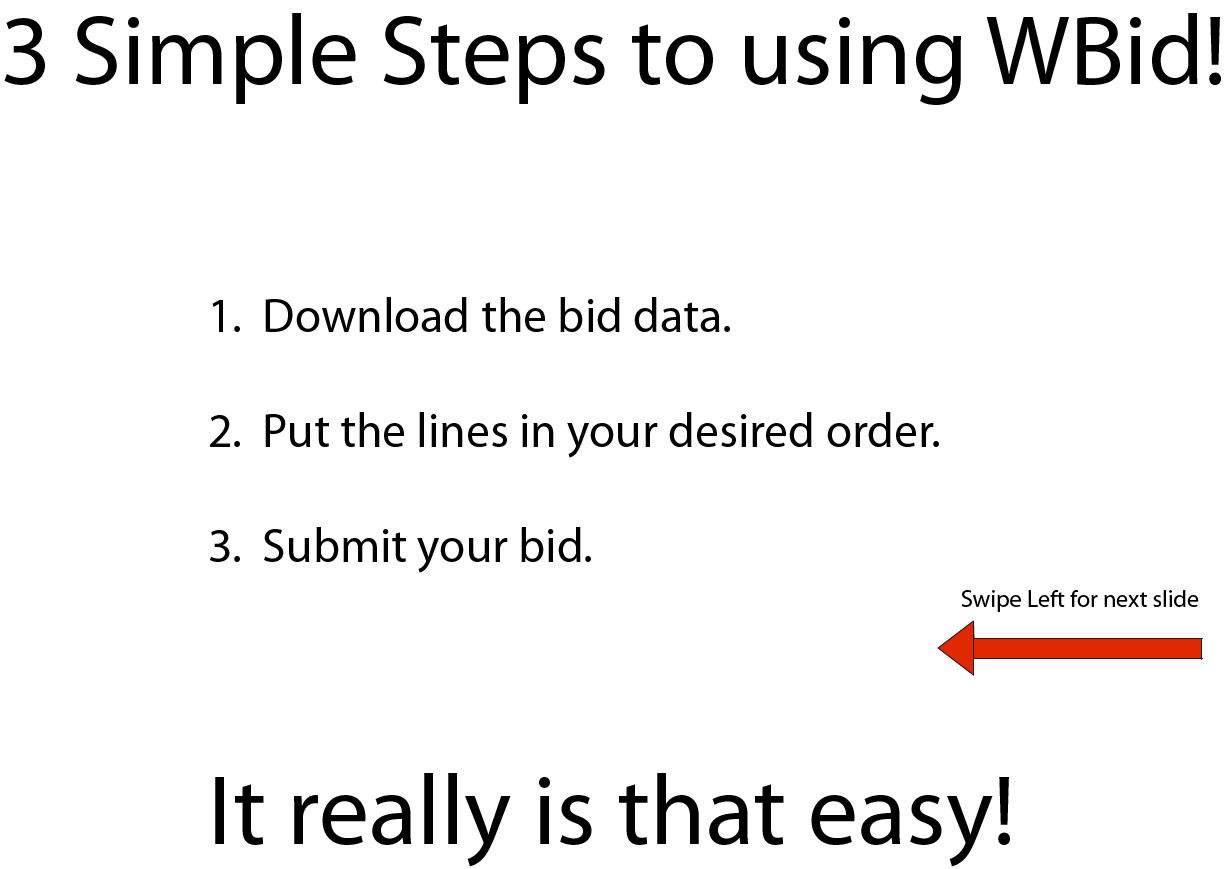 3 Simple Steps to using WBid!
1. Download the bid data.
2. Put the lines in your desired order.
3. Submit your bid.
Swipe Left for next slide
It really is that easy!